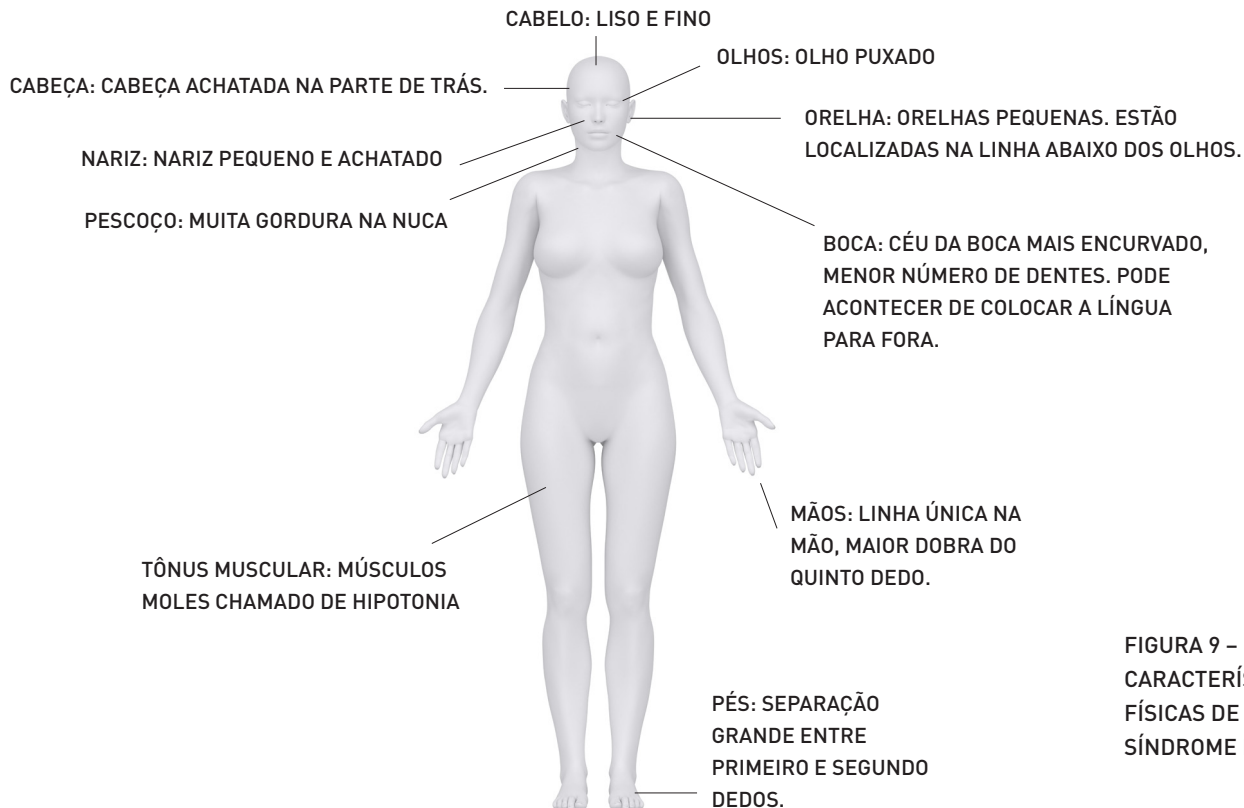 CABELO: LISO E FINO
OLHOS: OLHO PUXADO
CABEÇA: CABEÇA ACHATADA NA PARTE DE TRÁS.
ORELHA: ORELHAS PEQUENAS. ESTÃO
LOCALIZADAS NA LINHA ABAIXO DOS OLHOS.
NARIZ: NARIZ PEQUENO E ACHATADO
PESCOÇO: MUITA GORDURA NA NUCA
BOCA: CÉU DA BOCA MAIS ENCURVADO,
MENOR NÚMERO DE DENTES. PODE
ACONTECER DE COLOCAR A LÍNGUA
PARA FORA.
MÃOS: LINHA ÚNICA NA
MÃO, MAIOR DOBRA DO
QUINTO DEDO.
TÔNUS MUSCULAR: MÚSCULOS
MOLES CHAMADO DE HIPOTONIA
PÉS: SEPARAÇÃO
GRANDE ENTRE
PRIMEIRO E SEGUNDO
DEDOS.
FIGURA 9 –
FÍSICAS DE
SÍNDROME